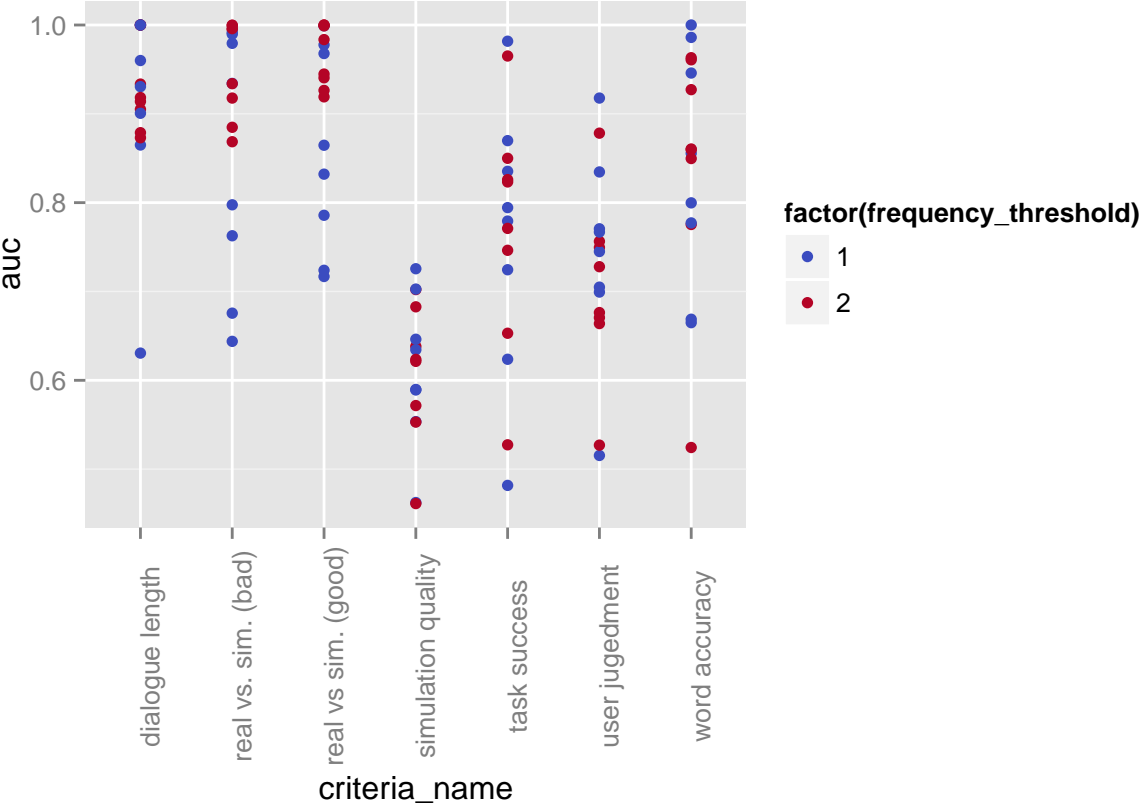 1.0
0.8
0.6
auc
dialogue length
real vs. sim. (bad)
real vs sim. (good)
simulation quality
task success
user jugedment
word accuracy
criteria_name
factor(frequency_threshold)
1
2